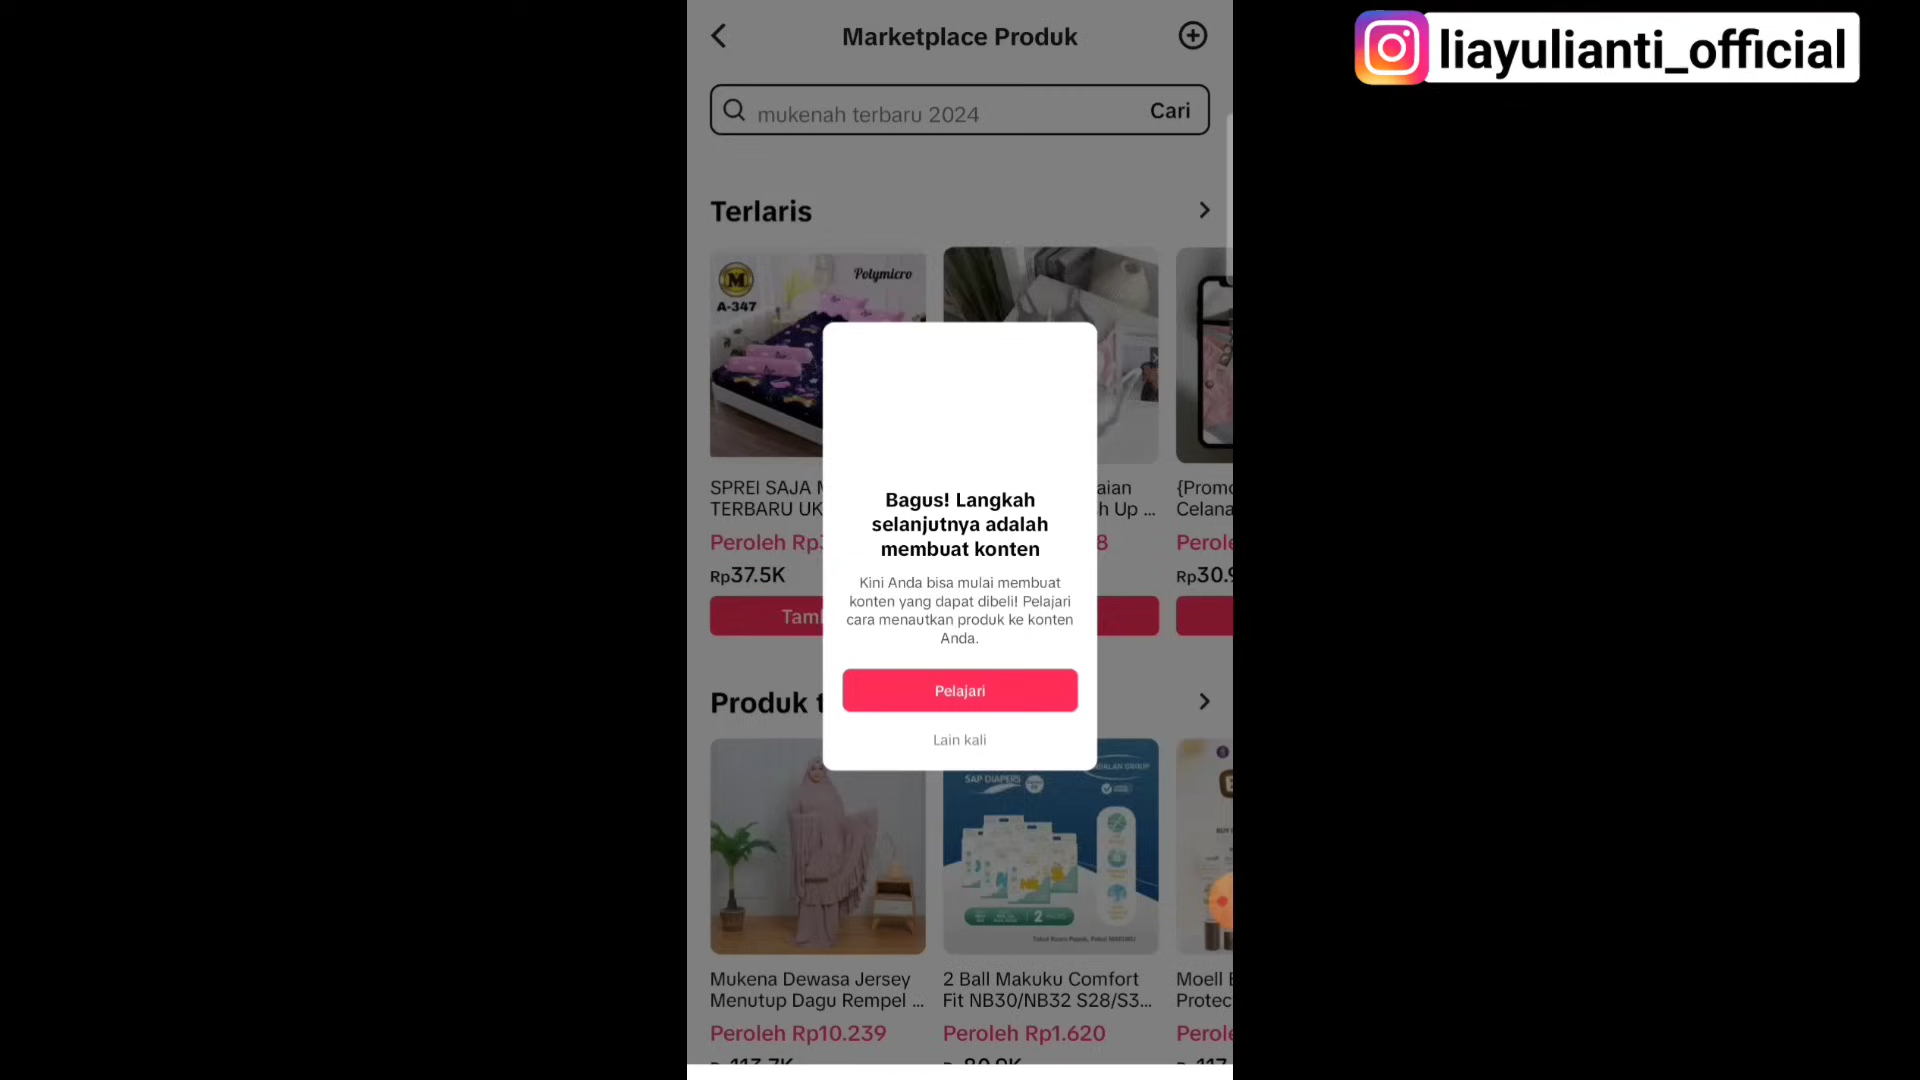 liayulianti_official
Marketplace Produk
mukenah terbaru 2024
Cari
Terlaris
Polymicro
M
A-347
SPREI SAJA
TERBARU UK
Peroleh
Rp37.5K
aian
h Up ...
8
{Promo
Celana
Rp30.9
Bagus! Langkah
selanjutnya adalah
membuat konten
Kini Anda bisa mulai membuat
konten yang dapat dibeli! Pelajari
cara menautkan produk ke konten
Anda.
Pelajari
Lain kali
Produk
SAP DIAPERS
2
Mukena Dewasa Jersey
Menutup Dagu Rempel ...
Peroleh Rp10.239
2 Ball Makuku Comfort
Fit NB30/NB32 S28/S3...
Peroleh Rp1.620
Moell
Protec